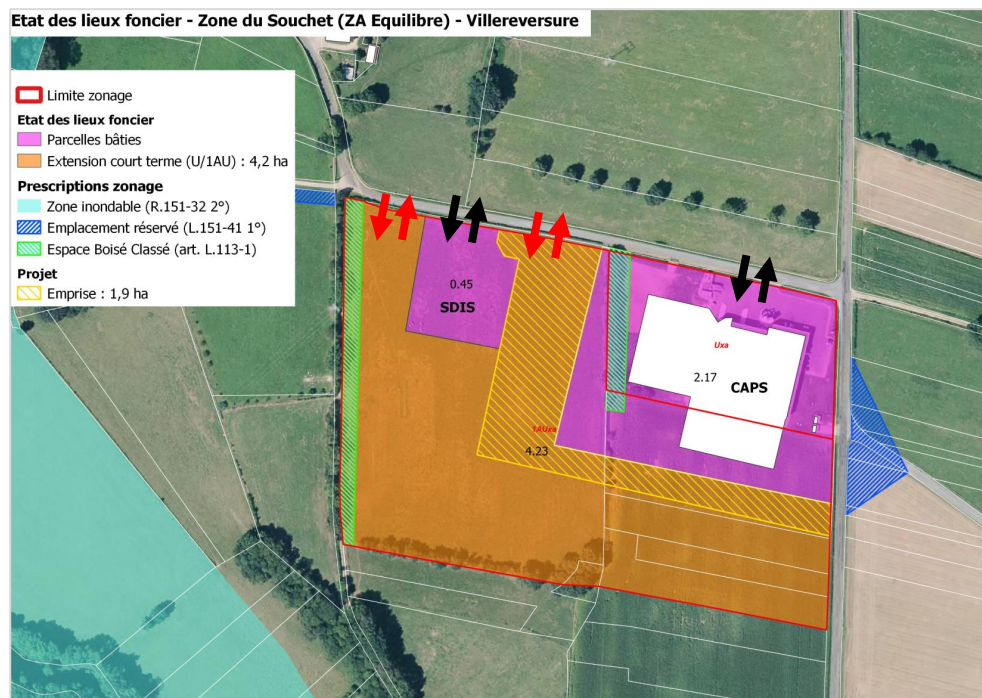 Etat des lieux foncier - Zone du Souchet (ZA Equilibre) - Villereversure
Limite zonage
Etat des lieux foncier
Parcelles bâties
Extension court terme (U/1AU) : 4,2 ha
Prescriptions zonage
Zone inondable (R.151-32 2°)
Emplacement réservé (L.151-41 1°)
Espace Boisé Classé (art. L.113-1)
Projet
Emprise : 1,9 ha
0.45
SDIS
Uxa
2.17
CAPS
1AUxe
4.23